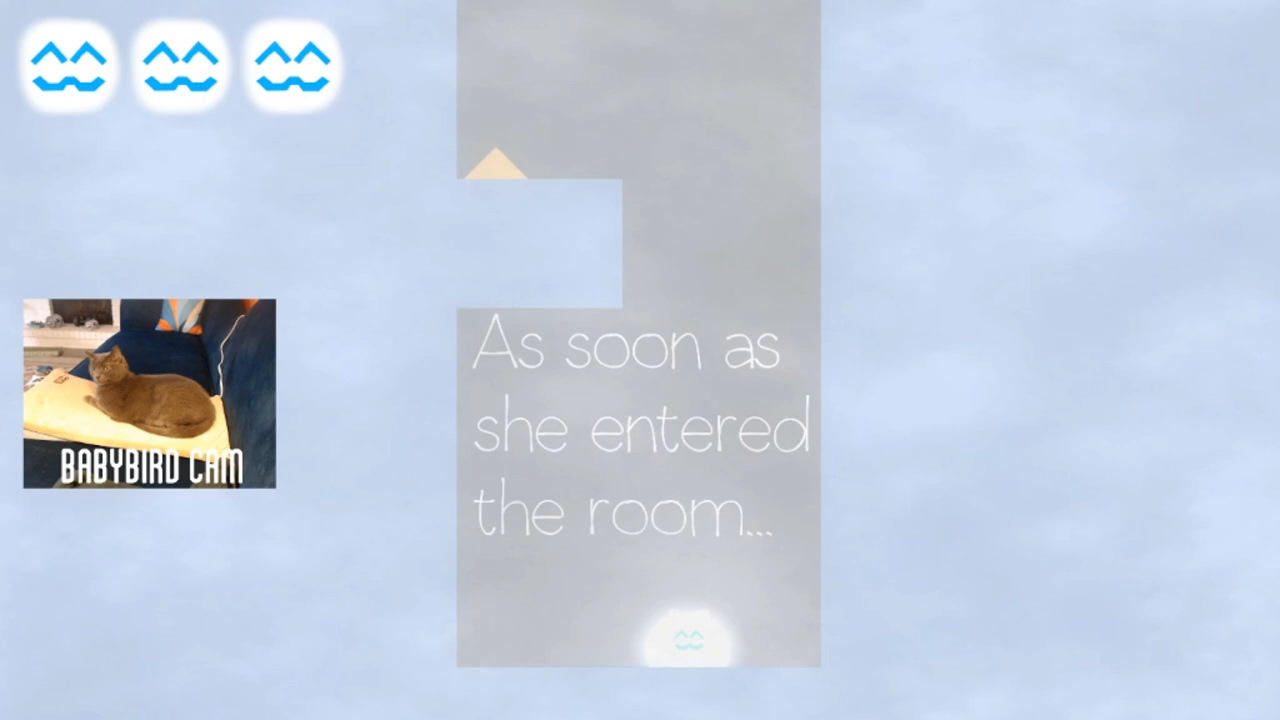 As soon as
she entered
the room...
BABYBIRD CAM